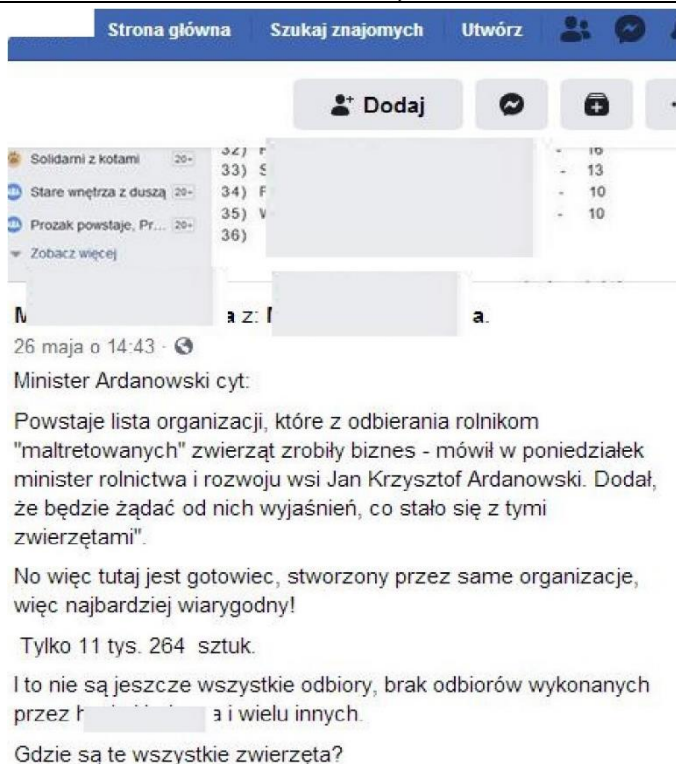 Strona główna Szukaj znajomych Utwórz
Dodaj
Solidarni z kotami 20+
Stare wnętrza z duszą 20+
Prozak powstaje, Pr... 20+
Zobacz więcej
32) - 16
33) S - 13
34) F - 10
35) - 10
36)
a z: a.
26 maja o 14:43 ·
Minister Ardanowski cyt:
Powstaje lista organizacji, które z odbierania rolnikom
"maltretowanych" zwierząt zrobiły biznes - mówił w poniedziałek
minister rolnictwa i rozwoju wsi Jan Krzysztof Ardanowski. Dodał,
że będzie żądać od nich wyjaśnień, co stało się z tymi
zwierzętami".
No więc tutaj jest gotowiec, stworzony przez same organizacje,
więc najbardziej wiarygodny!
Tylko 11 tys. 264 sztuk.
I to nie są jeszcze wszystkie odbiory, brak odbiorów wykonanych
przez a i wielu innych.
Gdzie są te wszystkie zwierzęta?